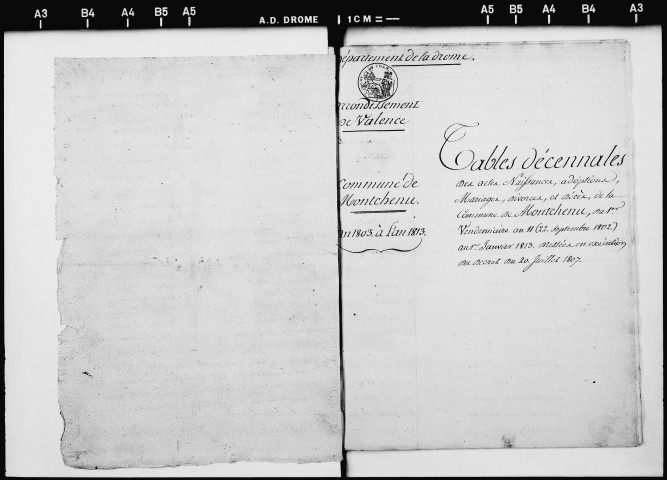 A3 B4 A4 B5 A5 A.D. DROME 1 CM A5 B5 A4 B4 A3
Département de la drome.
arrondissement
de Valence
Commune de
Montchenu.
an 1803. à l'an 1813.
Tables décennales
des actes Naissances, adoptions,
Mariages, divorces, et décès, de la
Commune de Montchenu, du 1er
Vendemiaire an 11 (22. Septembre 1802.)
au 1er Janvier 1813. dressées en exécution
du décret du 20. Juillet 1807.